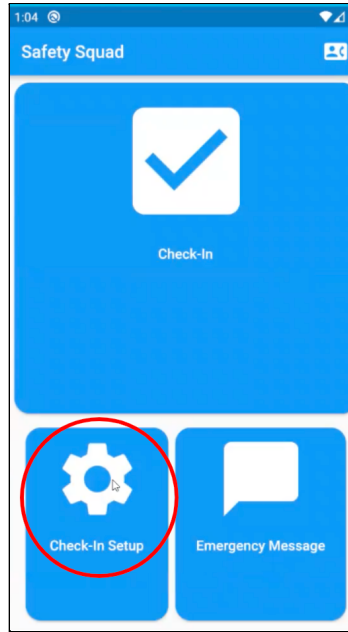 1:04
Safety Squad
Check-In
Check-In Setup
Emergency Message